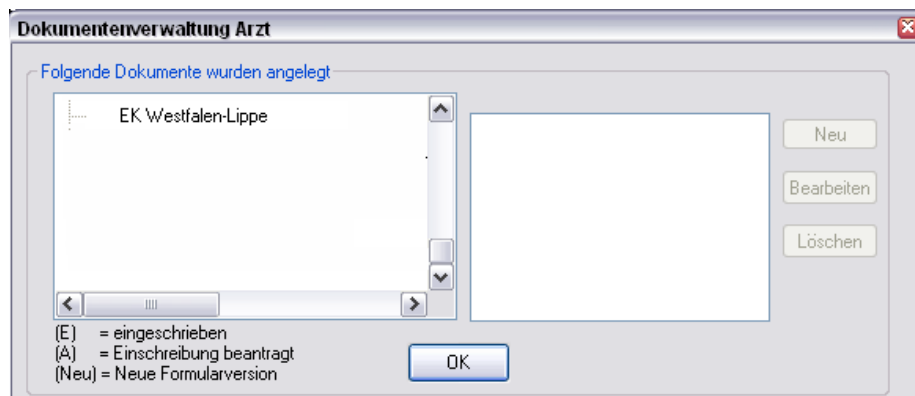 Dokumentenverwaltung Arzt
Folgende Dokumente wurden angelegt
EK Westfalen-Lippe
Neu
Bearbeiten
Löschen
(E) = eingeschrieben
(A) = Einschreibung beantragt
(Neu) = Neue Formularversion
OK